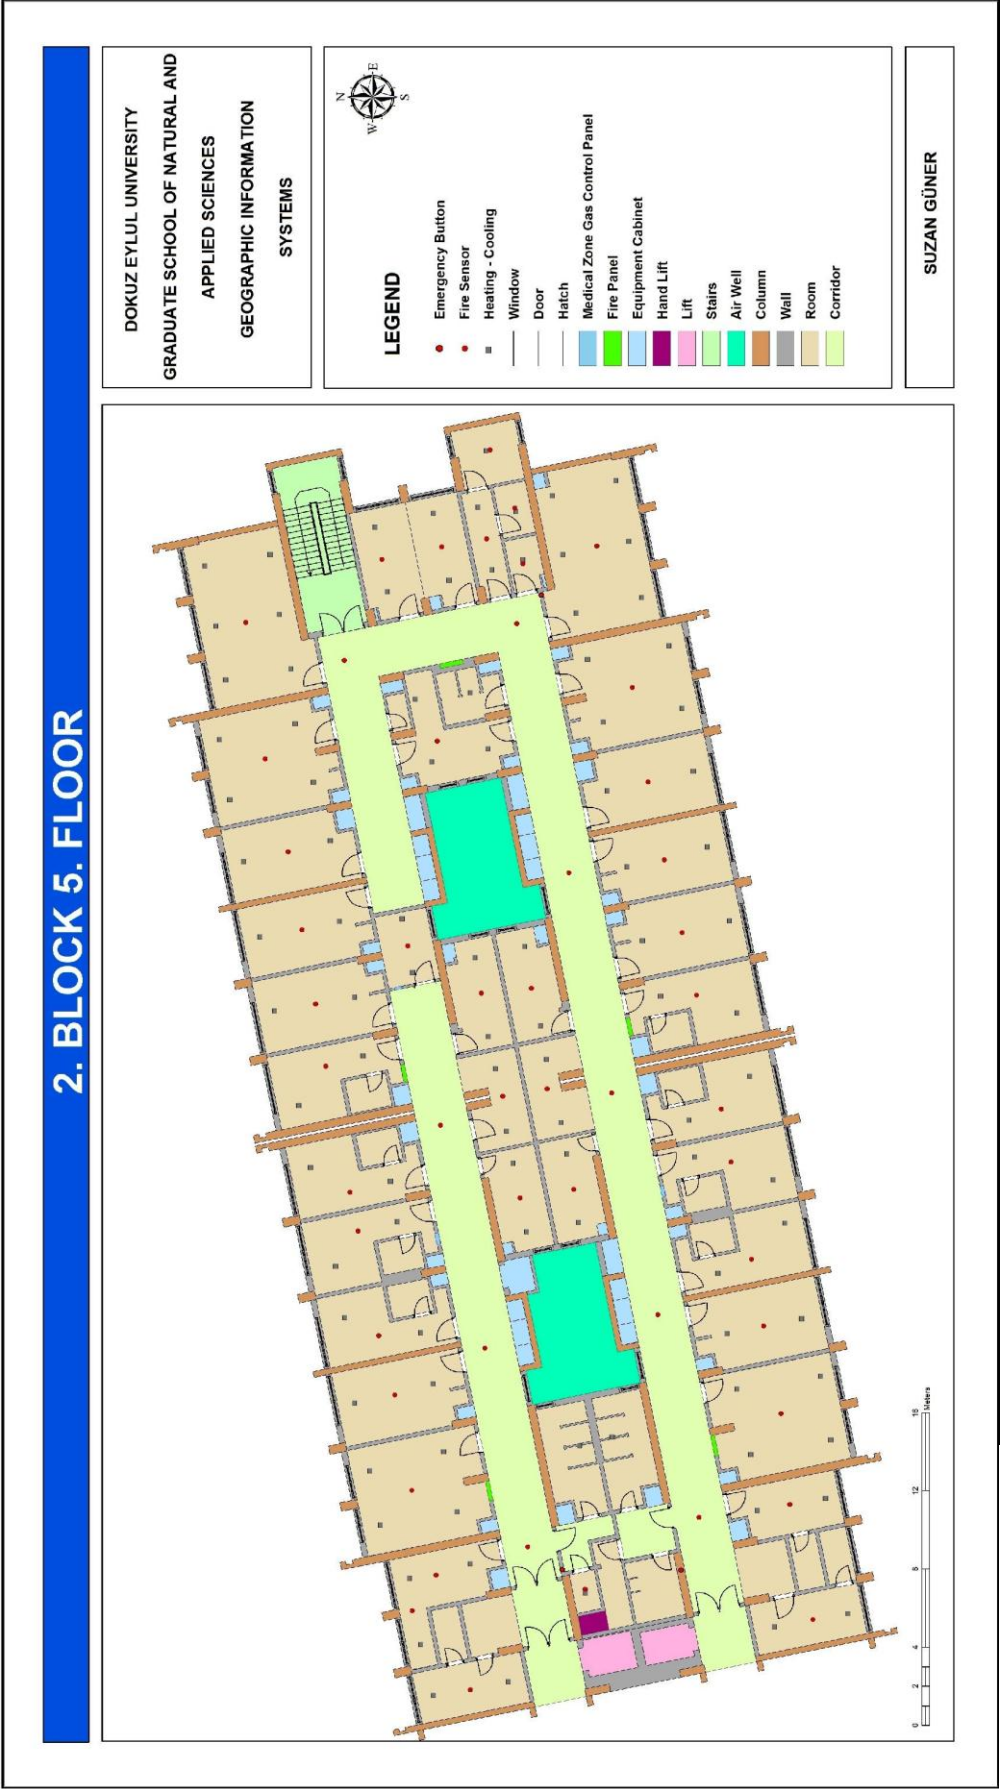 2. BLOCK 5. FLOOR
DOKUZ EYLUL UNIVERSITY
GRADUATE SCHOOL OF NATURAL AND
APPLIED SCIENCES
GEOGRAPHIC INFORMATION
SYSTEMS
N
E
S
W
LEGEND
Emergency Button
Fire Sensor
Heating - Cooling
Window
Door
Hatch
Medical Zone Gas Control Panel
Fire Panel
Equipment Cabinet
Hand Lift
Lift
Stairs
Air Well
Column
Wall
Room
Corridor
SUZAN GÜNER
0 2 4 8 12 16
Meters